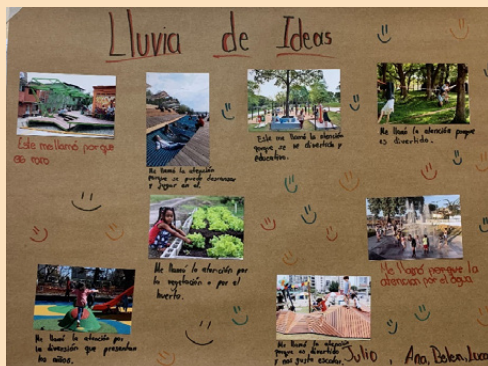 Lluvia de Ideas
Este me llamó porque
es raro
Me llamó la atención
porque se puede descansar
y jugar en el.
Este me llamó la atención
porque se ve divertido y
educativo.
Me llamó la atención porque
es divertido.
Me llamó la atención por
la vegetación o por el
huerto.
Me llamó porque la
atención por el agua
Me llamó la atención por
la diversión que presentan
los niños.
Me llamó la atención
porque es divertido
y nos gusta escalar.
Julio, Ana, Belen, Lucas